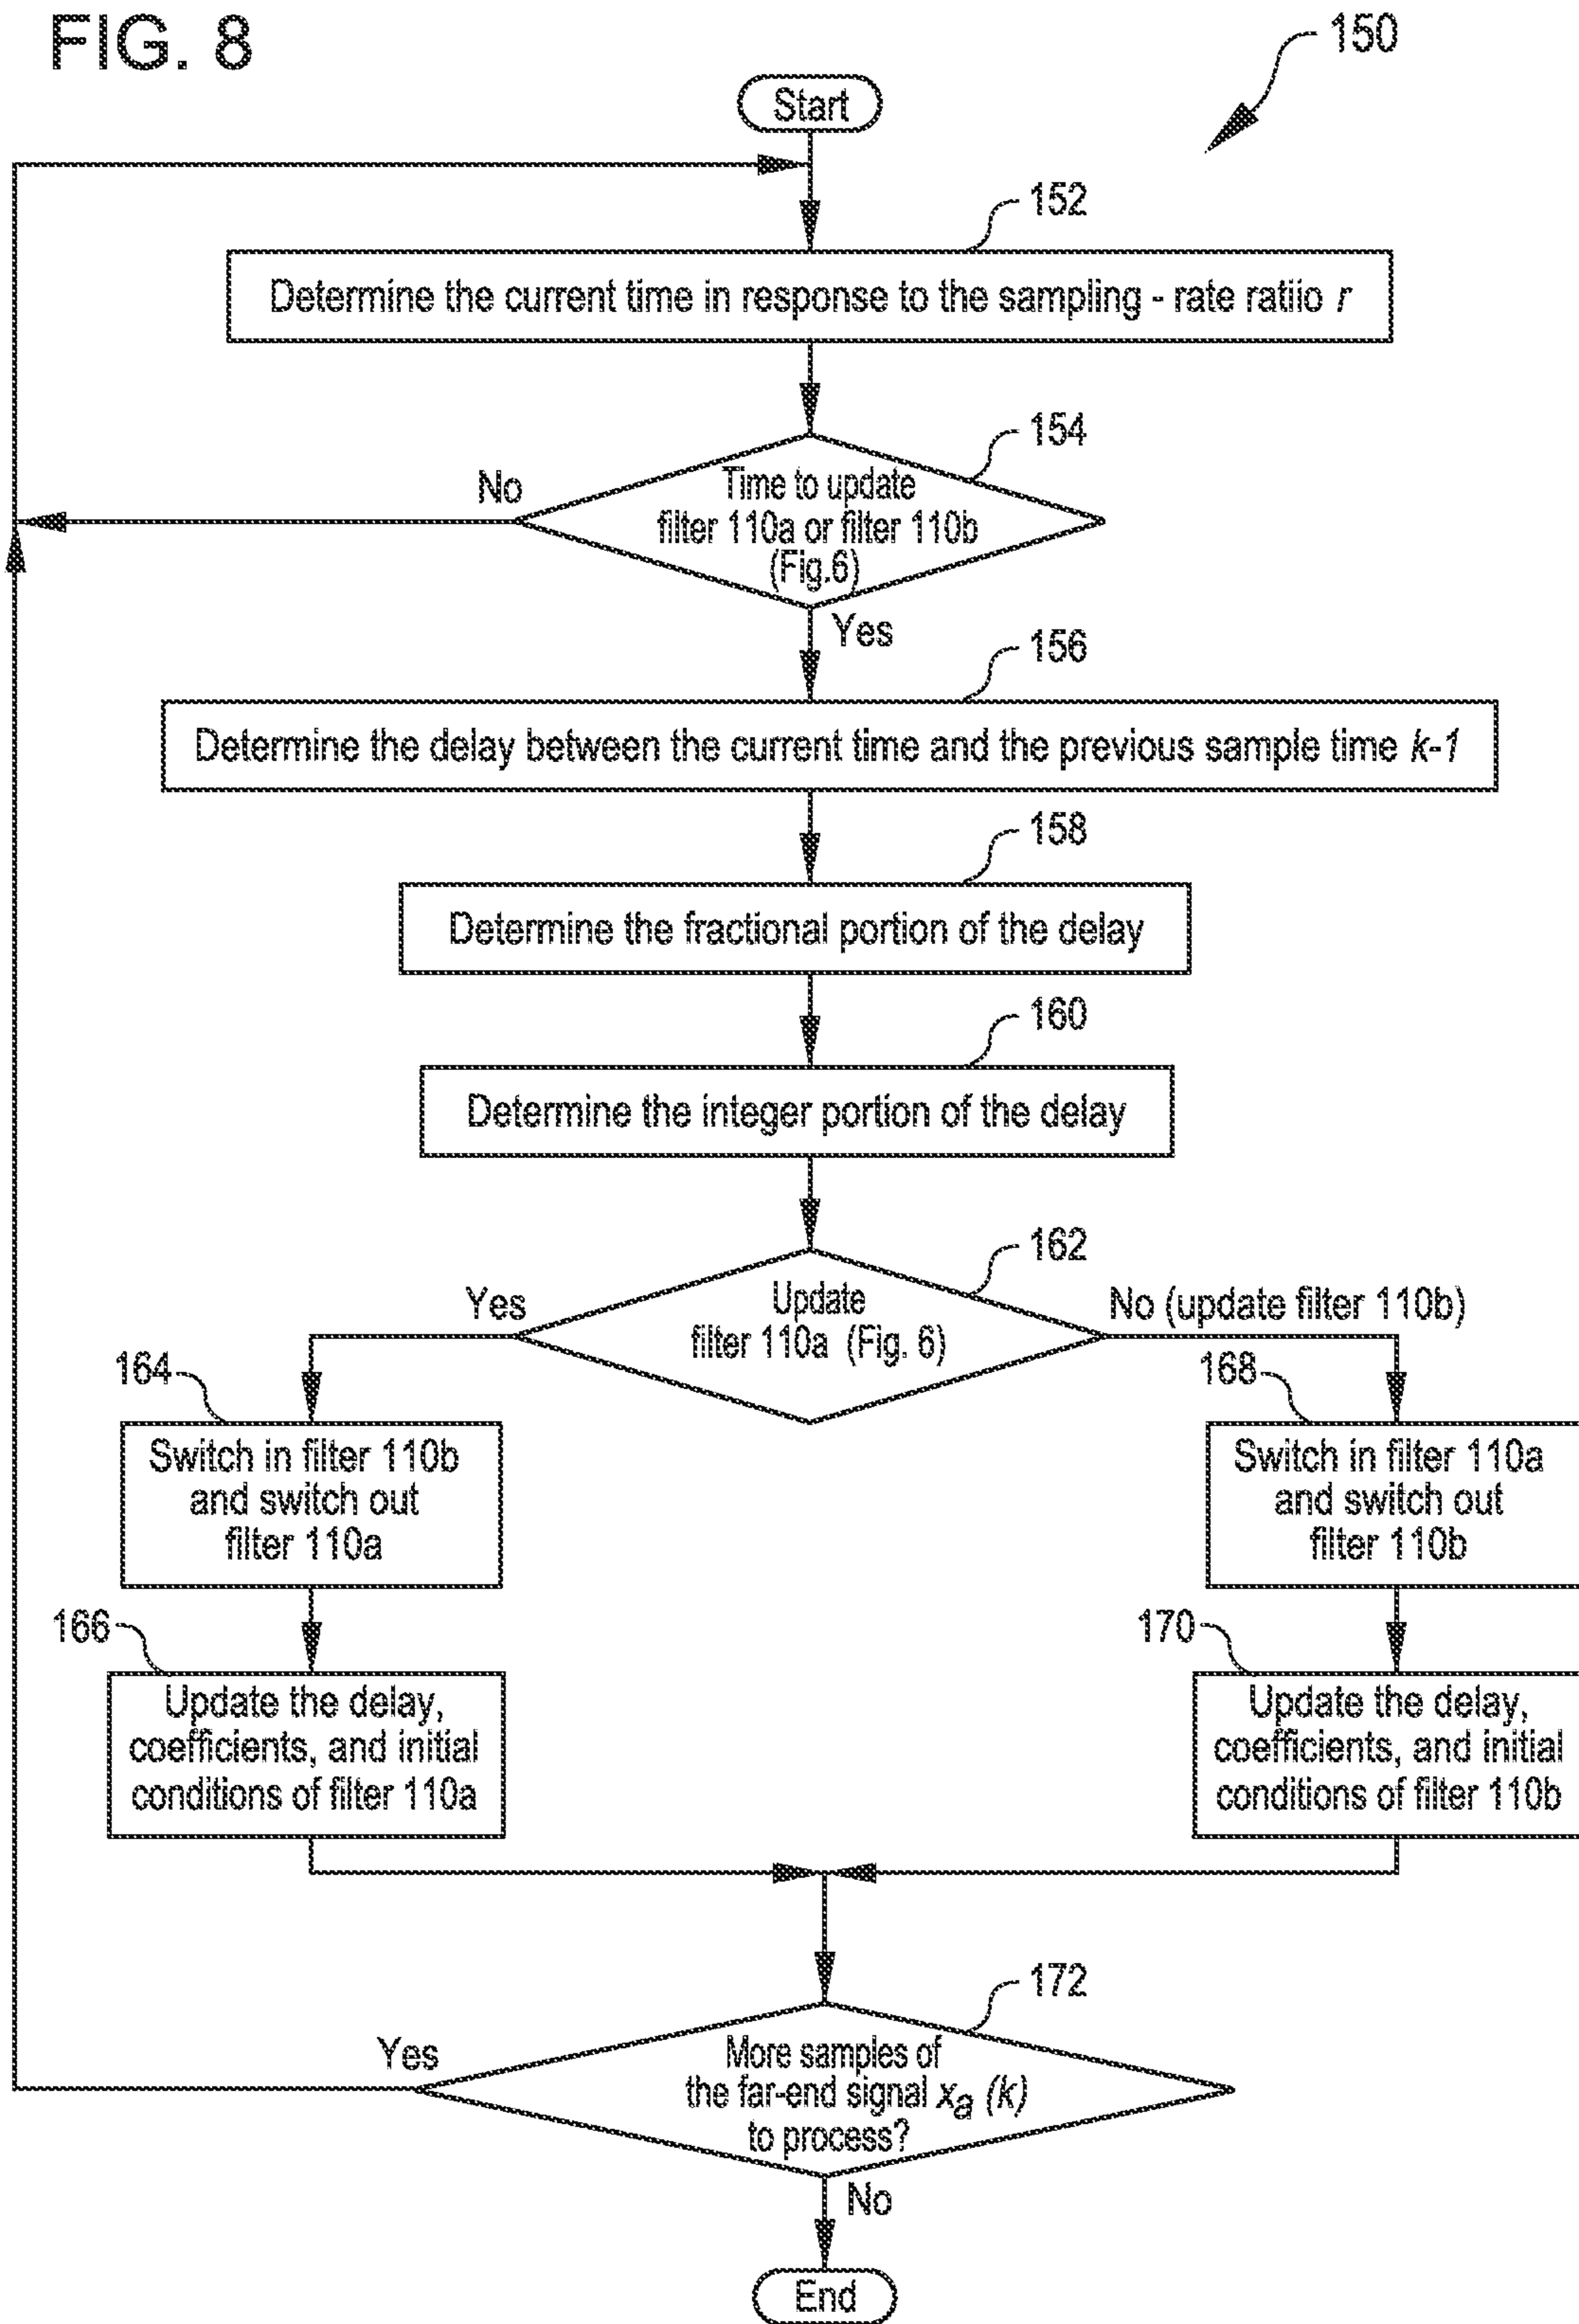 FIG. 8
150
Start
152
Determine the current time in response to the sampling - rate ratiio r
154
No
Time to update
filter 110a or filter 110b
(Fig.6)
Yes
156
Determine the delay between the current time and the previous sample time k-1
158
Determine the fractional portion of the delay
160
Determine the integer portion of the delay
162
Yes
Update
filter 110a (Fig. 6)
No (update filter 110b)
164
Switch in filter 110b
and switch out
filter 110a
168
Switch in filter 110a
and switch out
filter 110b
166
Update the delay,
coefficients, and initial
conditions of filter 110a
170
Update the delay,
coefficients, and initial
conditions of filter 110b
172
Yes
More samples of
the far-end signal xa (k)
to process?
No
End